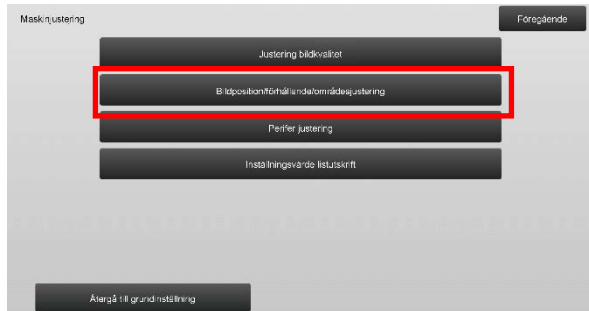 Maskinjustering
Föregående
Justering bildkvalitet
Bildposition/förhållande/områdesjustering
Perifer justering
Inställningsvärde listutskrift
Återgå till grundinställning